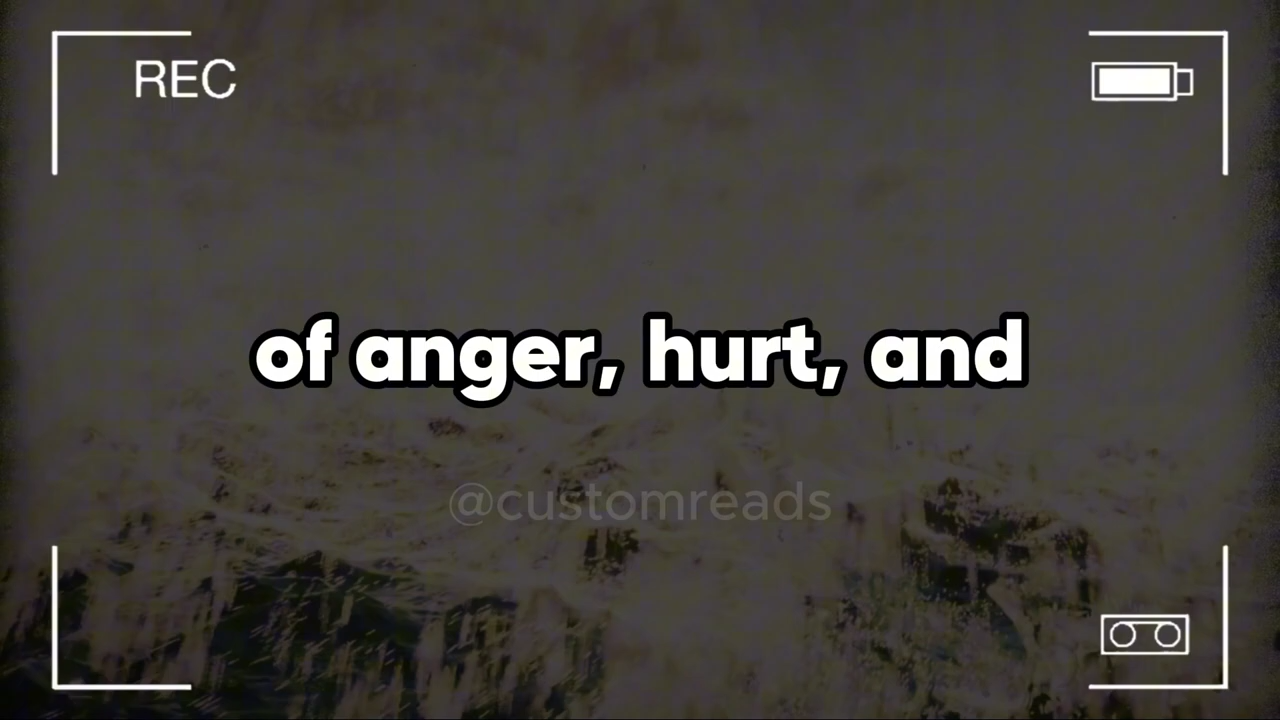 REC
of anger, hurt, and
@customreads